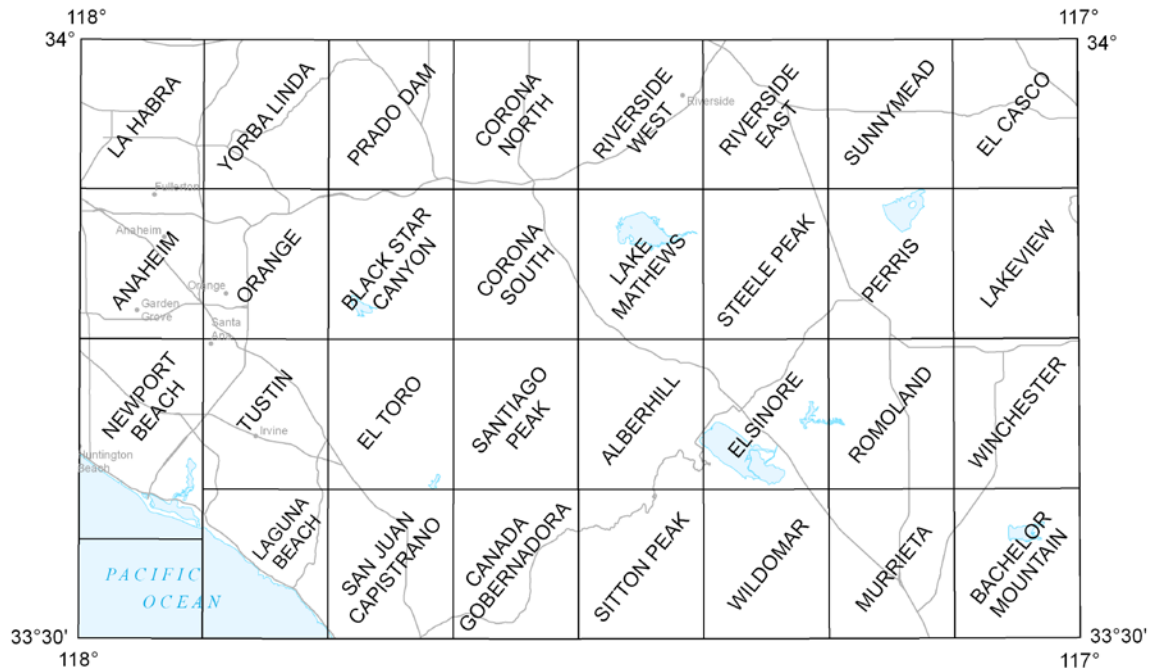 118°
117°
34°
34°
LA HABRA
YORBA LINDA
PRADO DAM
CORONA
NORTH
RIVERSIDE
WEST
Riverside
RIVERSIDE
EAST
SUNNYMEAD
EL CASCO
Fullerton
Anaheim
ANAHEIM
Orange
Garden
Grove
ORANGE
Santa
Ana
BLACK STAR
CANYON
CORONA
SOUTH
LAKE
MATHEWS
STEELE PEAK
PERRIS
LAKEVIEW
NEWPORT
BEACH
Huntington
Beach
TUSTIN
Irvine
EL TORO
SANTIAGO
PEAK
ALBERHILL
ELSINORE
ROMOLAND
WINCHESTER
PACIFIC
OCEAN
LAGUNA
BEACH
SAN JUAN
CAPISTRANO
CANADA
GOBERNADORA
SITTON PEAK
WILDOMAR
MURRIETA
BACHELOR
MOUNTAIN
33°30'
33°30'
118°
117°